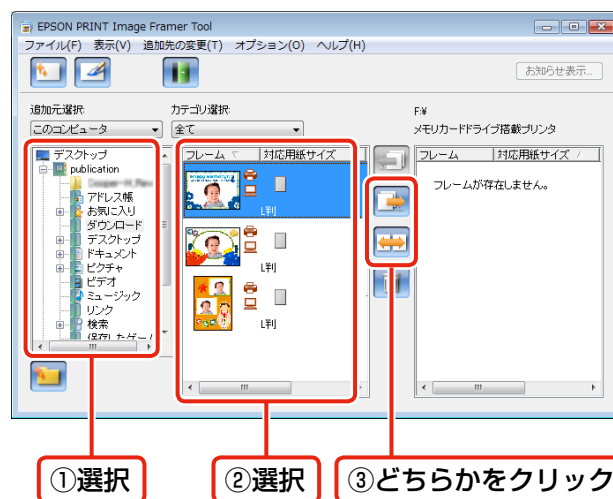 EPSON PRINT Image Framer Tool
ファイル(F) 表示(V) 追加先の変更(T) オプション(O) ヘルプ(H)
お知らせ表示...
追加元選択: カテゴリ選択: F:¥
このコンピュータ 全て メモリカードドライブ搭載プリンタ
フレーム 対応用紙サイズ フレーム 対応用紙サイズ
デスクトップ
publication
アドレス帳
お気に入り
ダウンロード
デスクトップ
ドキュメント
ピクチャ
ビデオ
ミュージック
リンク
検索
保存したゲーム
L判
L判
L判
フレームが存在しません。
①選択 ②選択 ③どちらかをクリック